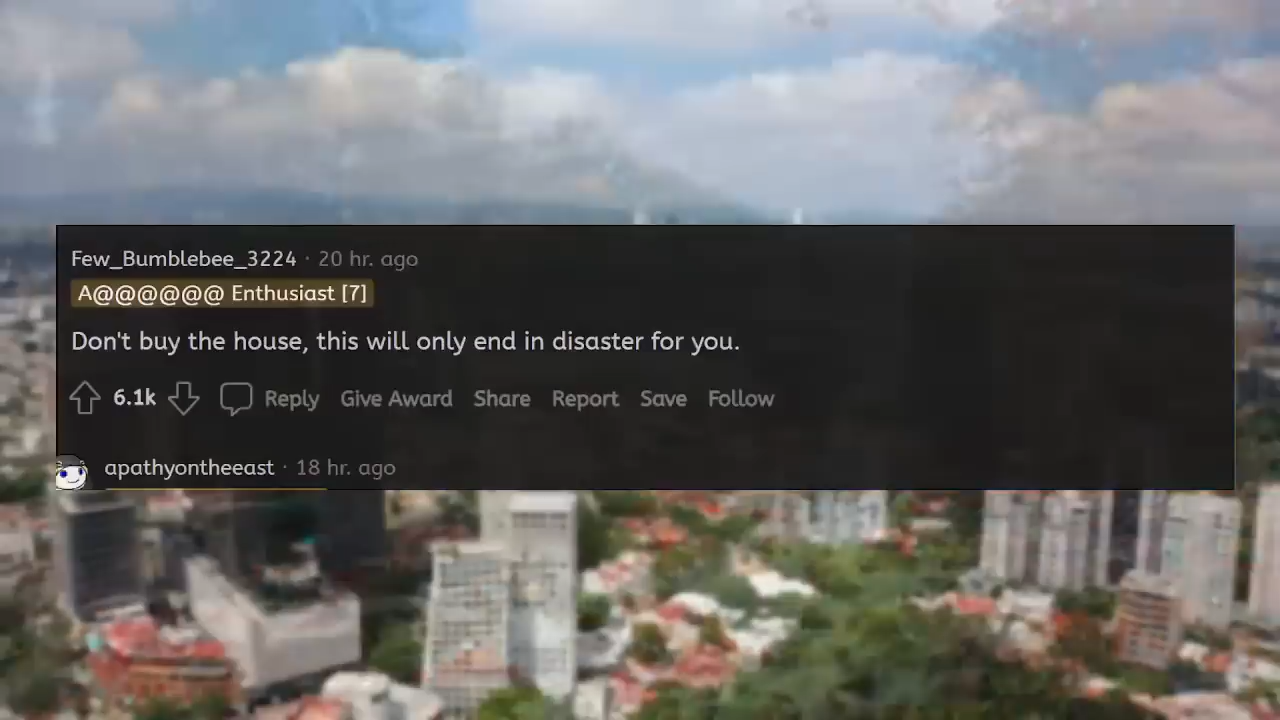 Few_Bumblebee_3224 · 20 hr. ago
A@@@@@@ Enthusiast [7]
Don't buy the house, this will only end in disaster for you.
6.1k Reply Give Award Share Report Save Follow
apathyontheeast · 18 hr. ago